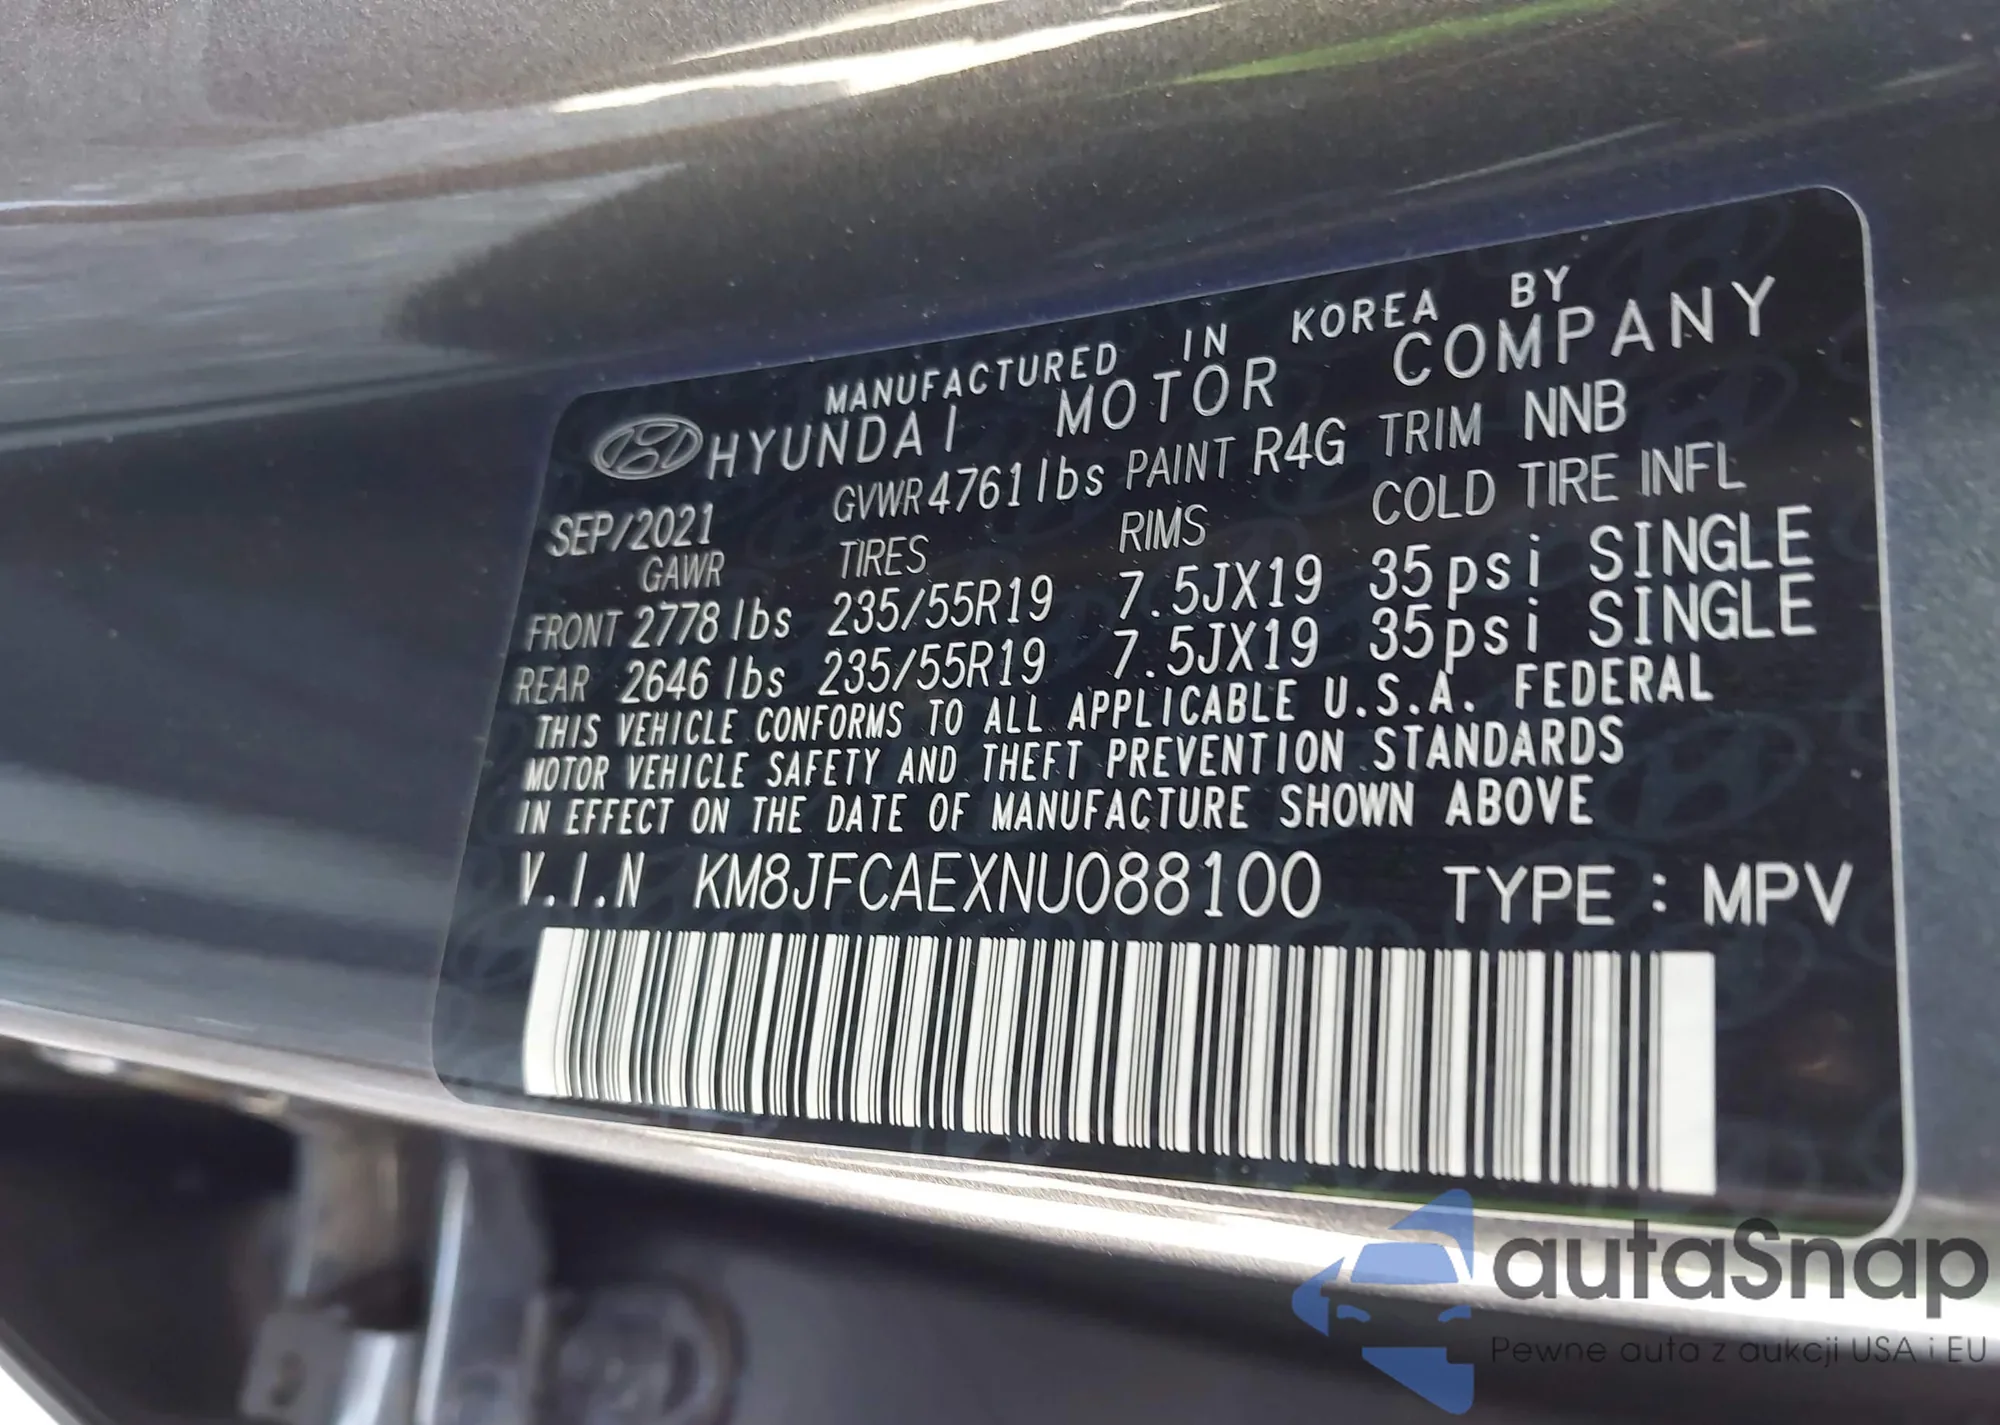 MANUFACTURED IN KOREA BY
HYUNDAI MOTOR COMPANY
SEP/2021 GVWR 4761 lbs PAINT R4G TRIM NNB
GAWR TIRES RIMS COLD TIRE INFL
FRONT 2778 lbs 235/55R19 7.5JX19 35psi SINGLE
REAR 2646 lbs 235/55R19 7.5JX19 35psi SINGLE
THIS VEHICLE CONFORMS TO ALL APPLICABLE U.S.A. FEDERAL
MOTOR VEHICLE SAFETY AND THEFT PREVENTION STANDARDS
IN EFFECT ON THE DATE OF MANUFACTURE SHOWN ABOVE
V.I.N KM8JFCAEXNU088100 TYPE : MPV
autaSnap
Pewne auta z aukcji USA i EU